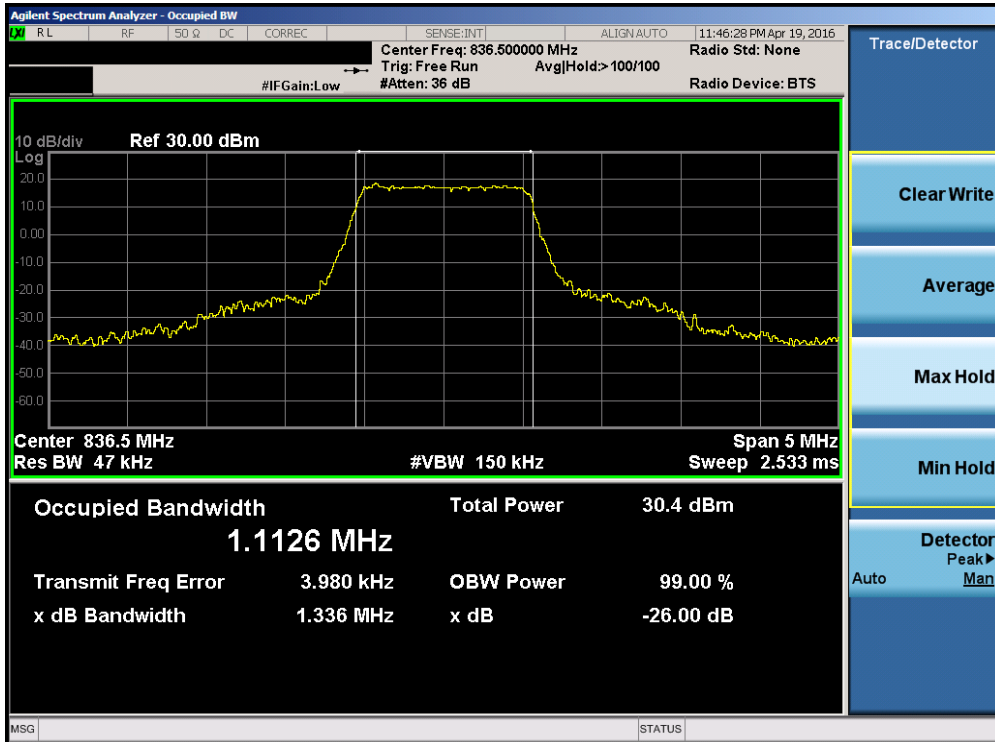 Agilent Spectrum Analyzer - Occupied BW
LXI RL RF 50 Ω DC CORREC SENSE:INT ALIGN AUTO 11:46:28 PM Apr 19, 2016
Center Freq: 836.500000 MHz Radio Std: None
Trig: Free Run Avg|Hold:> 100/100
#IFGain:Low #Atten: 36 dB Radio Device: BTS
10 dB/div Ref 30.00 dBm
Log
20.0
10.0
0.00
-10.0
-20.0
-30.0
-40.0
-50.0
-60.0
Center 836.5 MHz Span 5 MHz
Res BW 47 kHz #VBW 150 kHz Sweep 2.533 ms
Occupied Bandwidth Total Power 30.4 dBm
1.1126 MHz
Transmit Freq Error 3.980 kHz OBW Power 99.00 %
x dB Bandwidth 1.336 MHz x dB -26.00 dB
MSG STATUS
Trace/Detector
Clear Write
Average
Max Hold
Min Hold
Detector
Peak▶
Auto Man